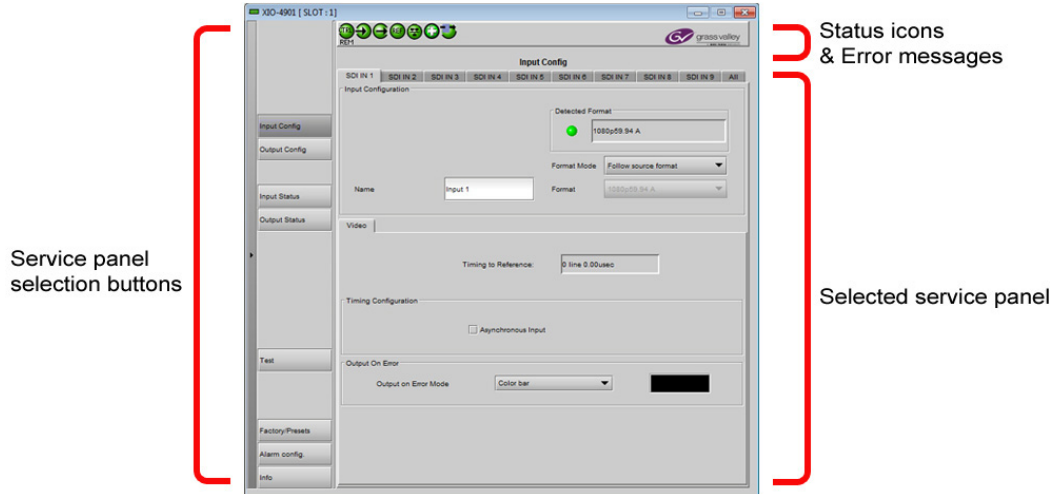 XIO-4901 [ SLOT : 1]
REM
grass valley
Input Config
SDI IN 1 SDI IN 2 SDI IN 3 SDI IN 4 SDI IN 5 SDI IN 6 SDI IN 7 SDI IN 8 SDI IN 9 All
Input Configuration
Detected Format
1080p59.94 A
Format Mode Follow source format
Name Input 1 Format 1080p59.94 A
Video
Timing to Reference: 0 line 0.00usec
Timing Configuration
Asynchronous Input
Output On Error
Output on Error Mode Color bar
Input Config
Output Config
Input Status
Output Status
Test
Factory/Presets
Alarm config.
Info
Service panel
selection buttons
Status icons
& Error messages
Selected service panel